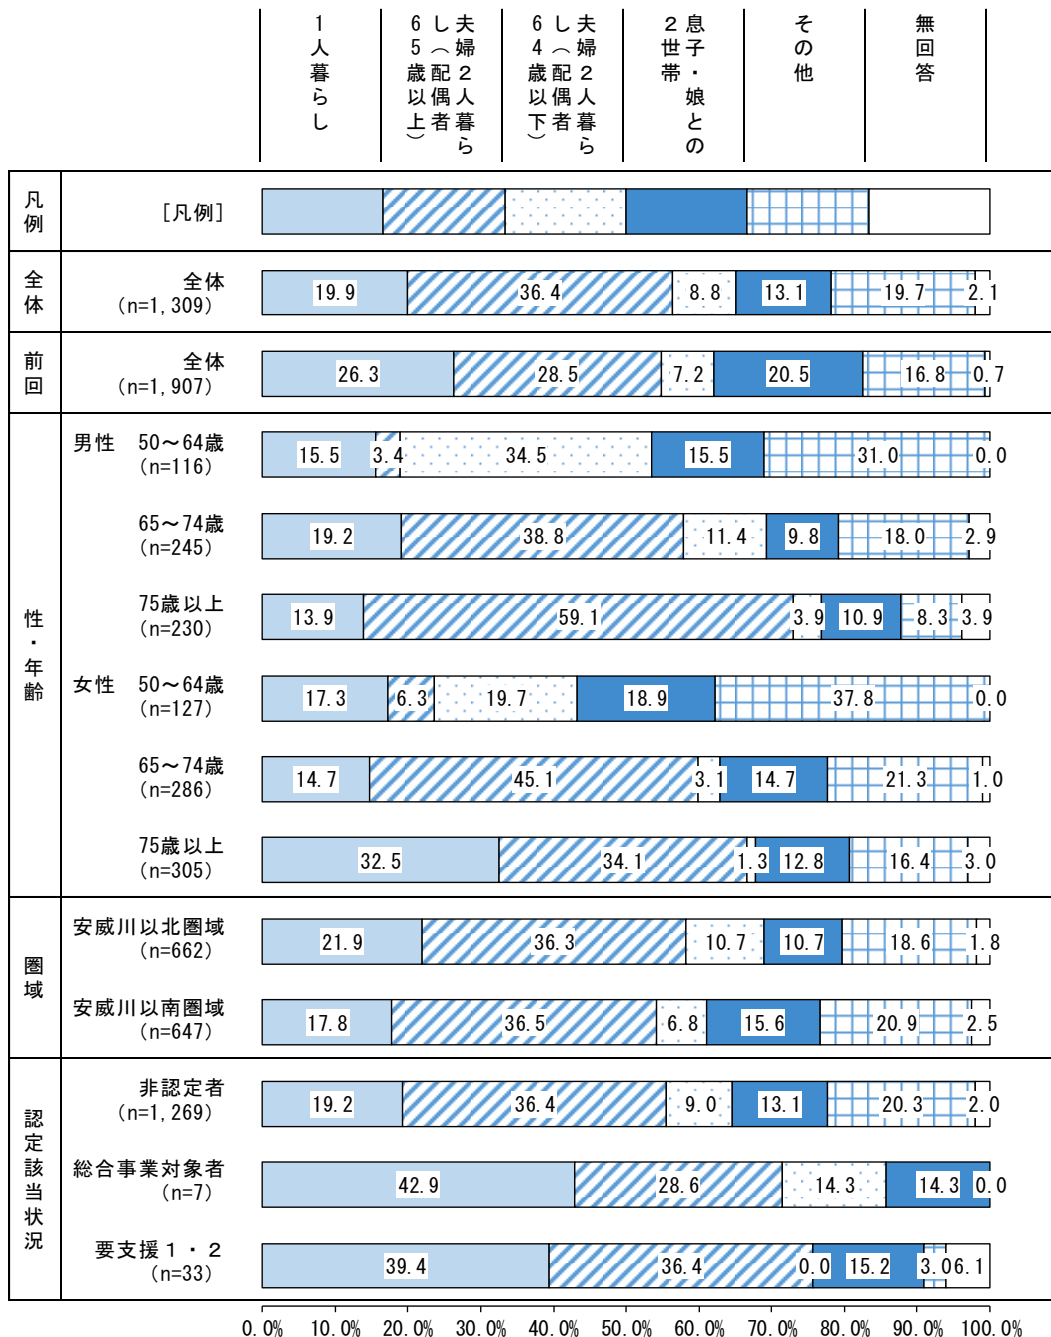 1人暮らし
夫婦2人暮らし（配偶者65歳以上）
夫婦2人暮らし（配偶者64歳以下）
息子・娘との2世帯
その他
無回答
凡例
[凡例]
全体
全体
(n=1,309)
19.9 36.4 8.8 13.1 19.7 2.1
前回
全体
(n=1,907)
26.3 28.5 7.2 20.5 16.8 0.7
性・年齢
男性 50～64歳
(n=116)
15.5 3.4 34.5 15.5 31.0 0.0
65～74歳
(n=245)
19.2 38.8 11.4 9.8 18.0 2.9
75歳以上
(n=230)
13.9 59.1 3.9 10.9 8.3 3.9
女性 50～64歳
(n=127)
17.3 6.3 19.7 18.9 37.8 0.0
65～74歳
(n=286)
14.7 45.1 3.1 14.7 21.3 1.0
75歳以上
(n=305)
32.5 34.1 1.3 12.8 16.4 3.0
圏域
安威川以北圏域
(n=662)
21.9 36.3 10.7 10.7 18.6 1.8
安威川以南圏域
(n=647)
17.8 36.5 6.8 15.6 20.9 2.5
認定該当状況
非認定者
(n=1,269)
19.2 36.4 9.0 13.1 20.3 2.0
総合事業対象者
(n=7)
42.9 28.6 14.3 14.3 0.0
要支援1・2
(n=33)
39.4 36.4 0.0 15.2 3.0 6.1
0.0% 10.0% 20.0% 30.0% 40.0% 50.0% 60.0% 70.0% 80.0% 90.0% 100.0%